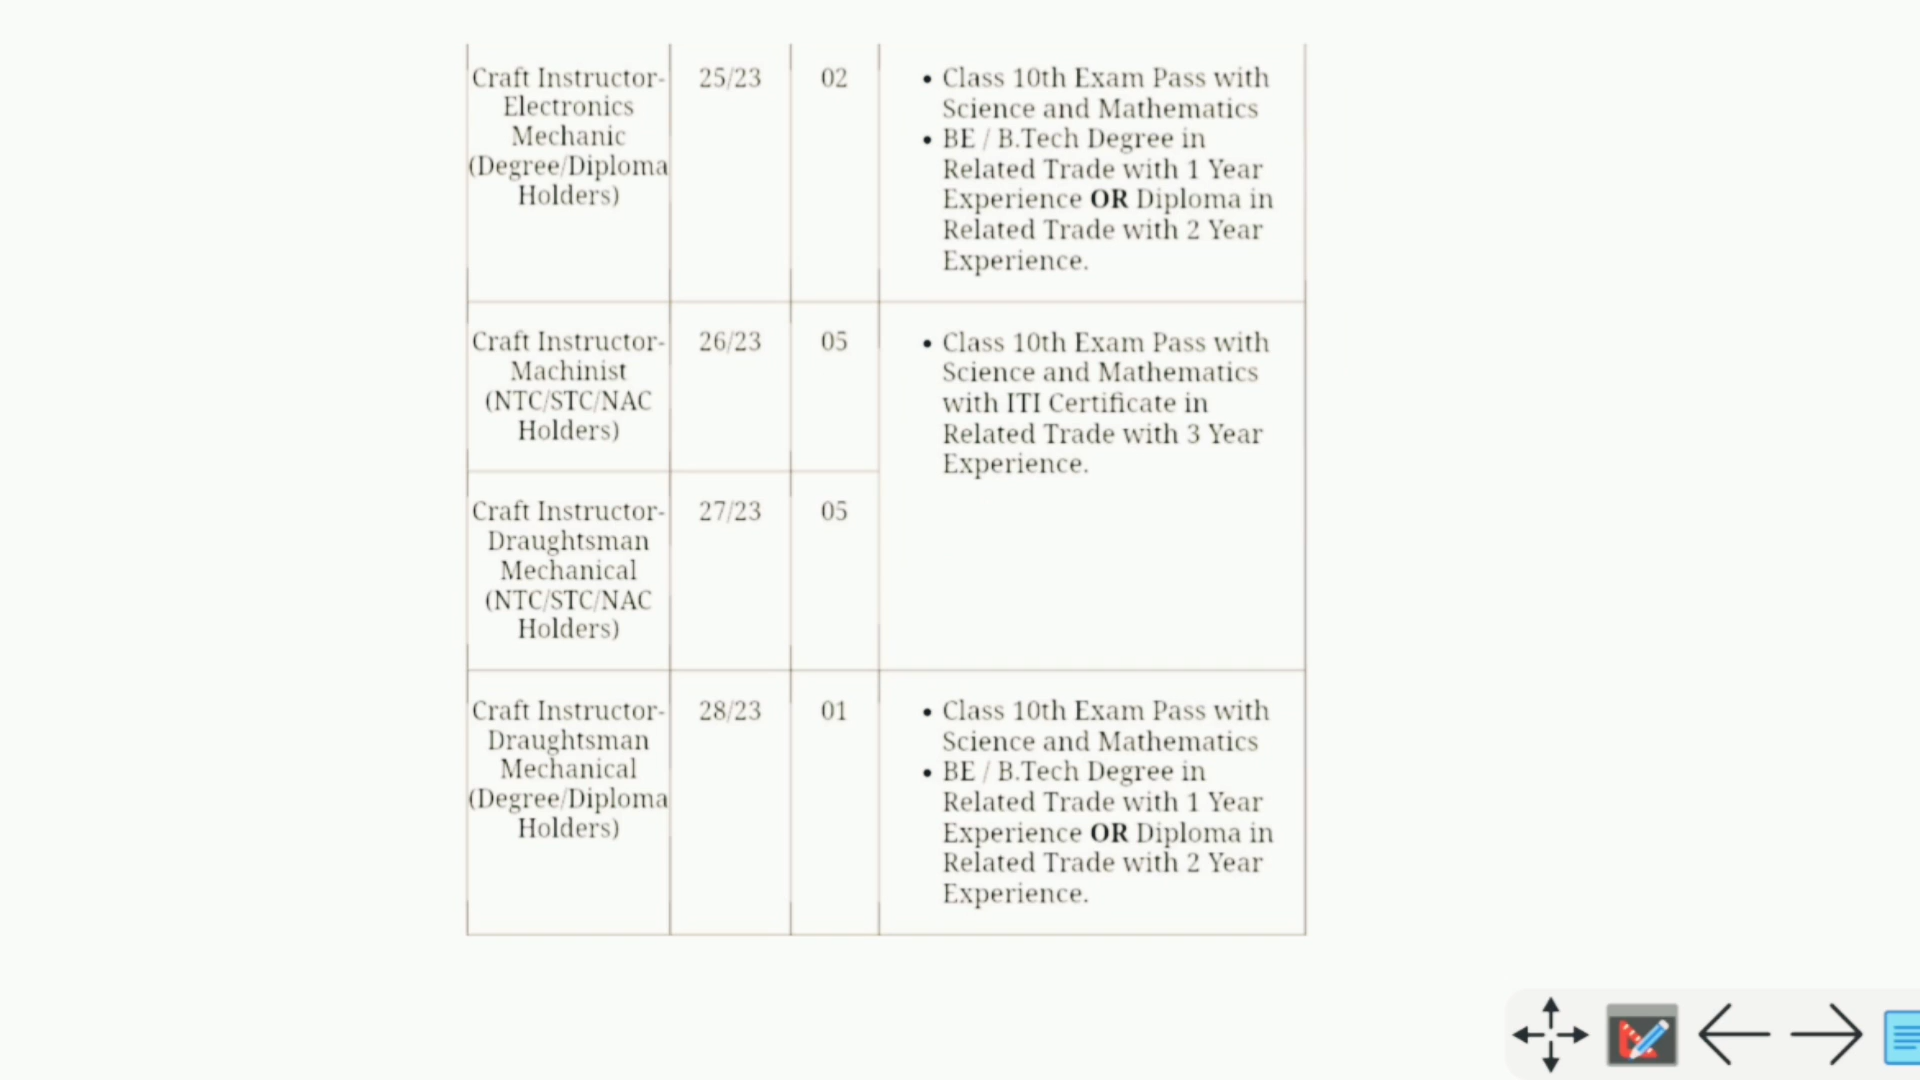 Craft Instructor-
Electronics
Mechanic
(Degree/Diploma
Holders)
25/23
02
• Class 10th Exam Pass with
Science and Mathematics
• BE / B.Tech Degree in
Related Trade with 1 Year
Experience OR Diploma in
Related Trade with 2 Year
Experience.
Craft Instructor-
Machinist
(NTC/STC/NAC
Holders)
26/23
05
• Class 10th Exam Pass with
Science and Mathematics
with ITI Certificate in
Related Trade with 3 Year
Experience.
Craft Instructor-
Draughtsman
Mechanical
(NTC/STC/NAC
Holders)
27/23
05
Craft Instructor-
Draughtsman
Mechanical
(Degree/Diploma
Holders)
28/23
01
• Class 10th Exam Pass with
Science and Mathematics
• BE / B.Tech Degree in
Related Trade with 1 Year
Experience OR Diploma in
Related Trade with 2 Year
Experience.